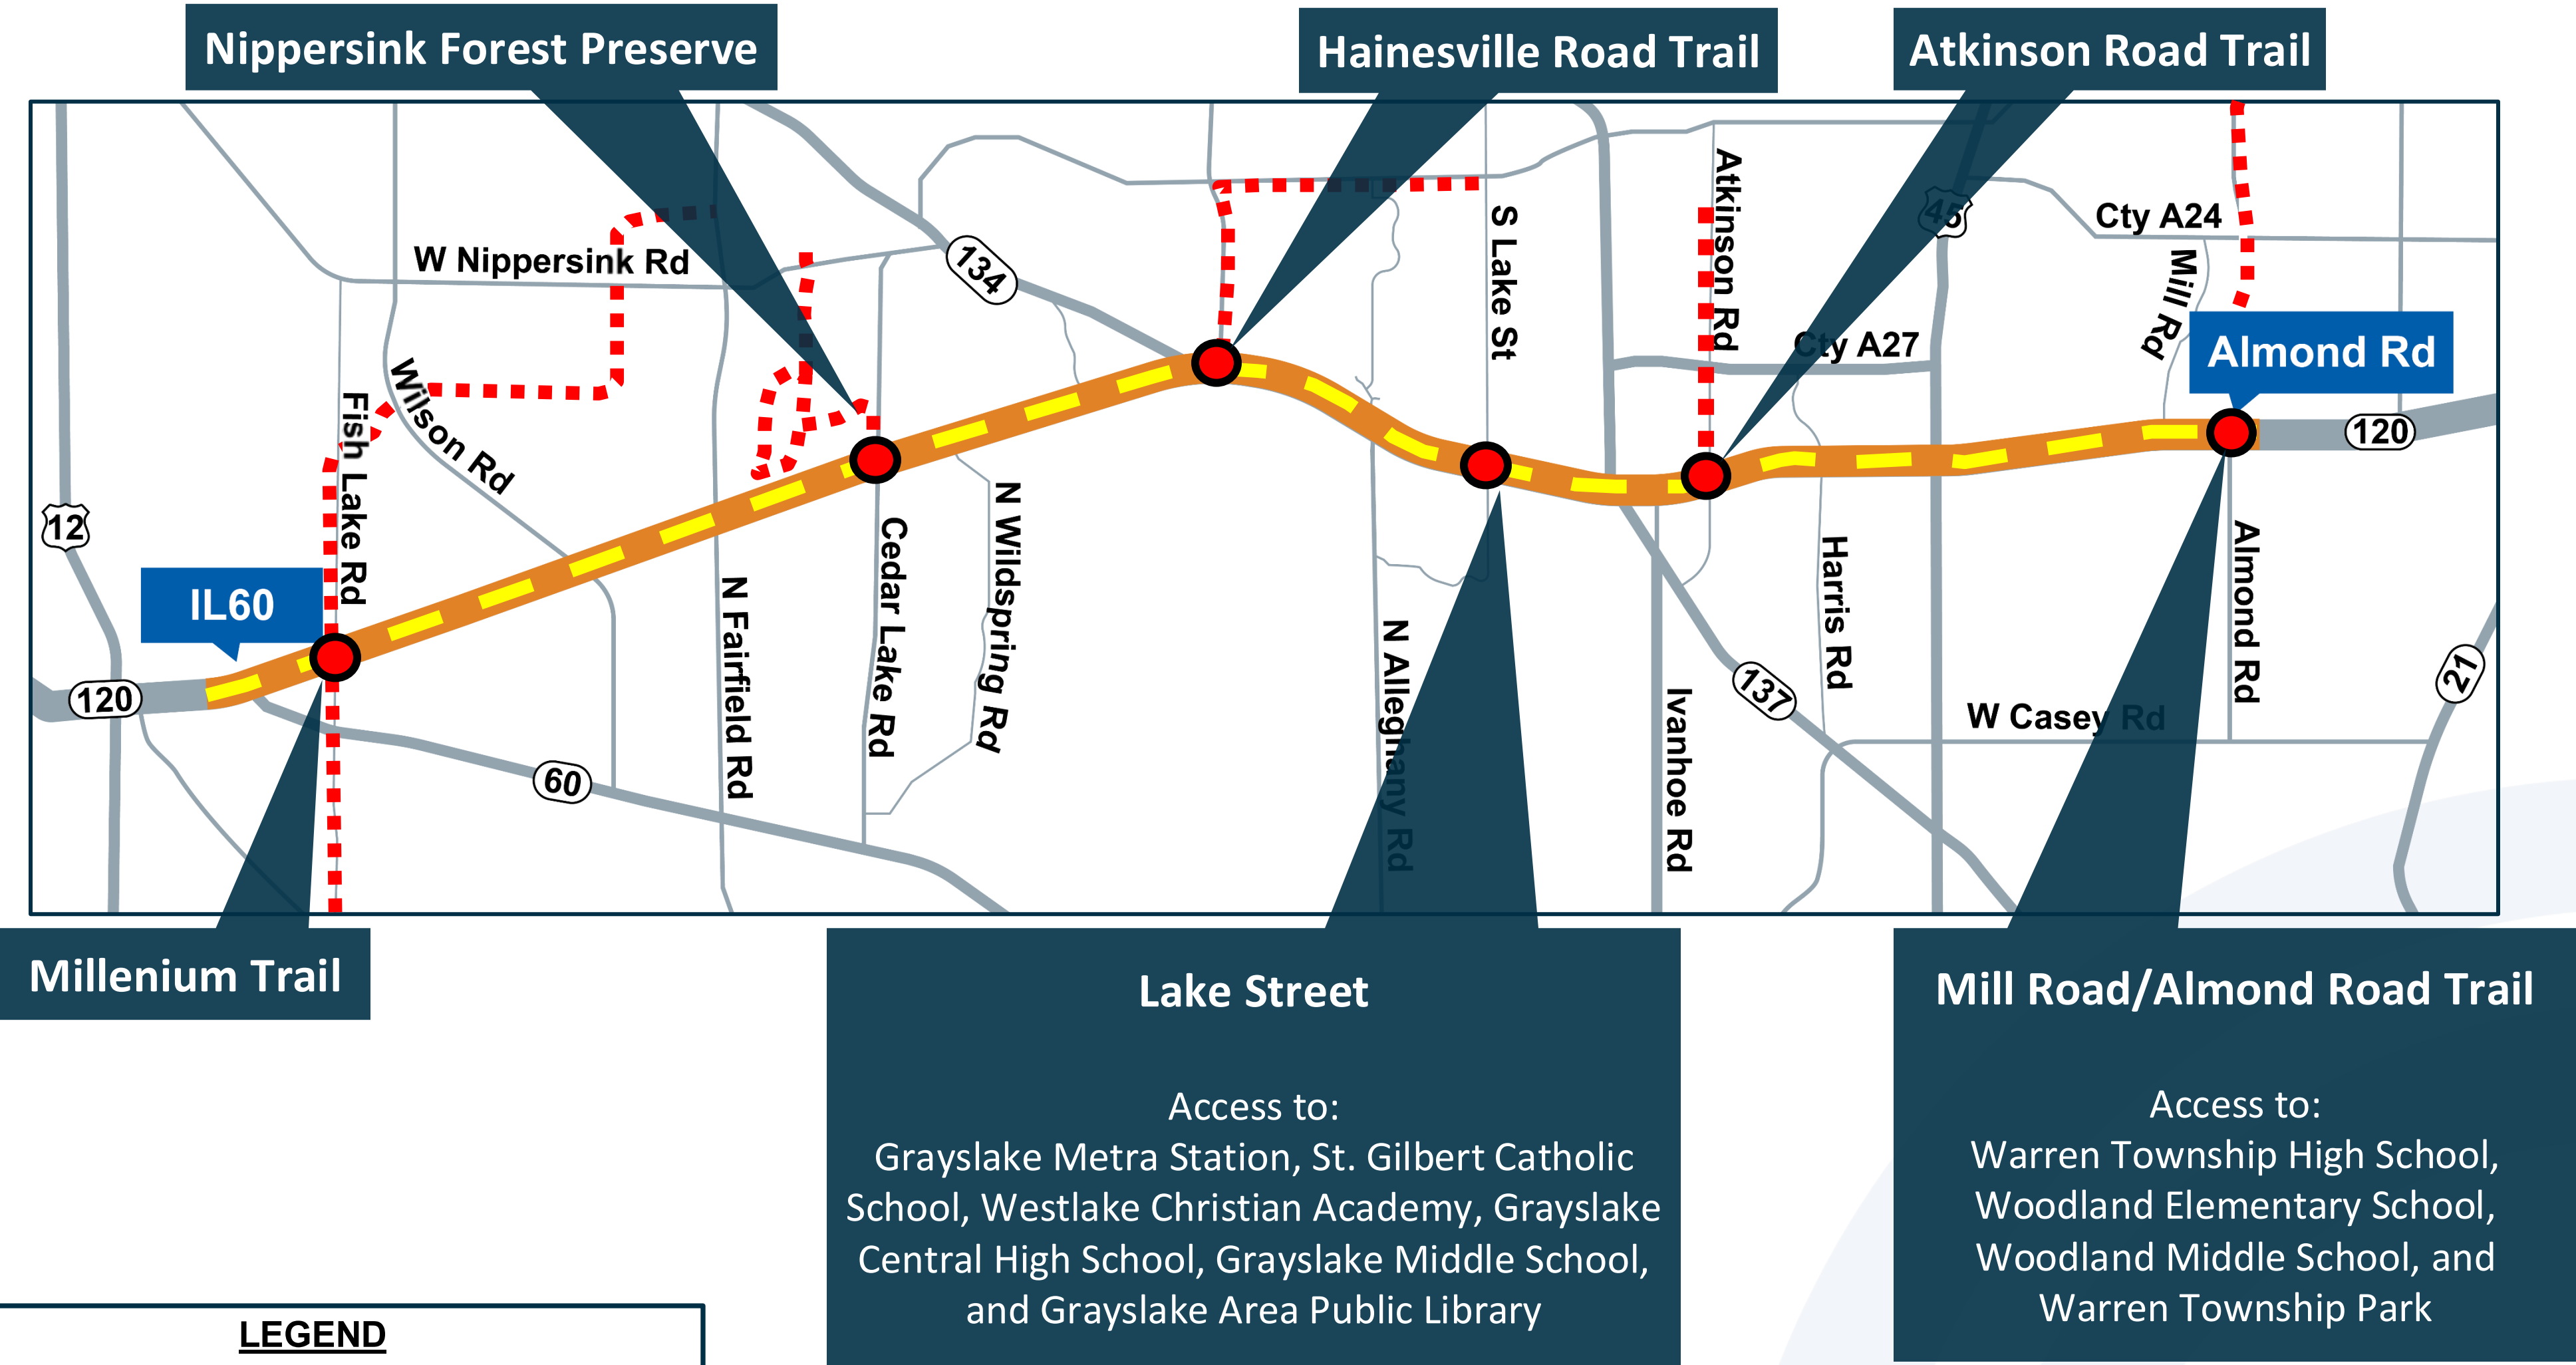 Nippersink Forest Preserve
Hainesville Road Trail
Atkinson Road Trail
Atkinson Rd
S Lake St
45
Cty A24
W Nippersink Rd
134
Mill Rd
Cty A27
Almond Rd
Wilson Rd
Fish Lake Rd
120
12
Cedar Lake Rd
N Wildspring Rd
IL60
N Fairfield Rd
Harris Rd
Almond Rd
N Alleghany Rd
120
137
21
Ivanhoe Rd
W Casey Rd
60
Millenium Trail
Lake Street
Access to:
Grayslake Metra Station, St. Gilbert Catholic
School, Westlake Christian Academy, Grayslake
Central High School, Grayslake Middle School,
and Grayslake Area Public Library
Mill Road/Almond Road Trail
Access to:
Warren Township High School,
Woodland Elementary School,
Woodland Middle School, and
Warren Township Park
LEGEND